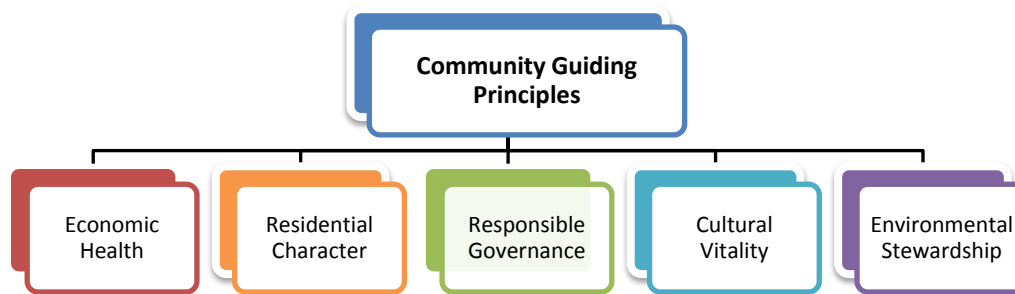 Community Guiding
Principles
Economic
Health
Residential
Character
Responsible
Governance
Cultural
Vitality
Environmental
Stewardship